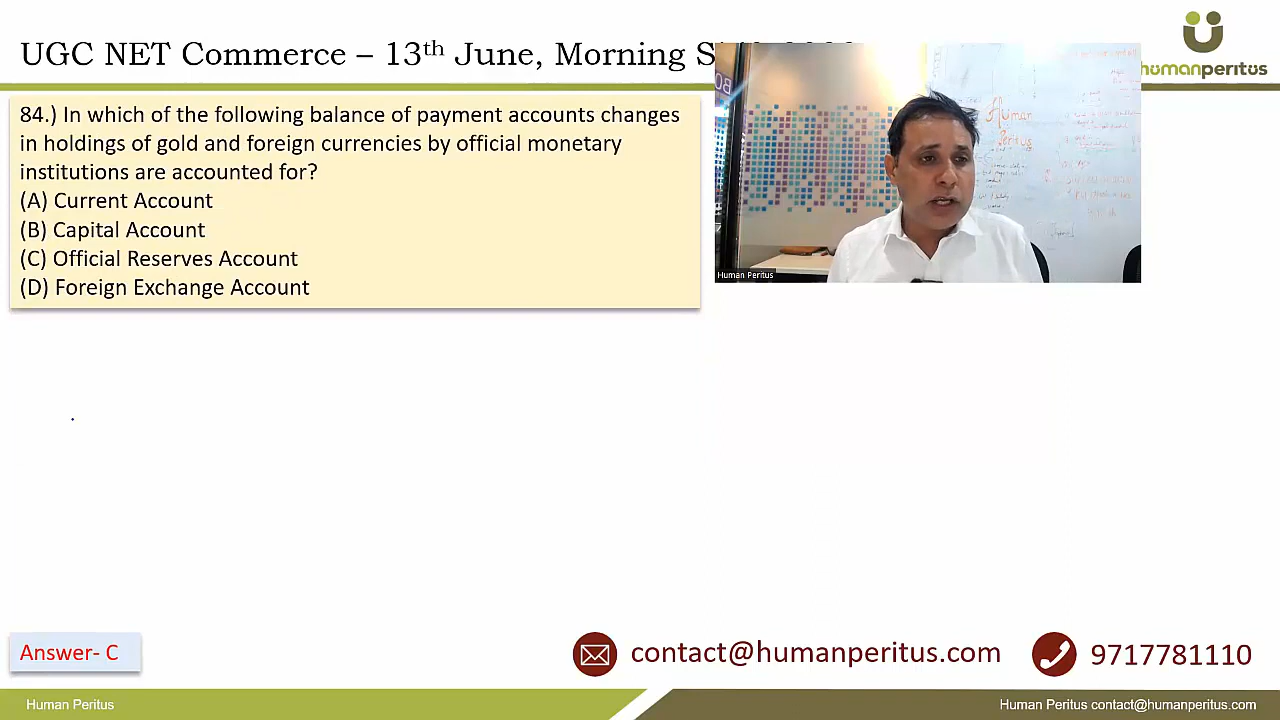 UGC NET Commerce – 13th June, Morning S
humanperitus
84.) In which of the following balance of payment accounts changes
in holdings of gold and foreign currencies by official monetary
institutions are accounted for?
(A) Current Account
(B) Capital Account
(C) Official Reserves Account
(D) Foreign Exchange Account
Human
Peritus
Human Peritus
Answer- C
contact@humanperitus.com
9717781110
Human Peritus
Human Peritus contact@humanperitus.com